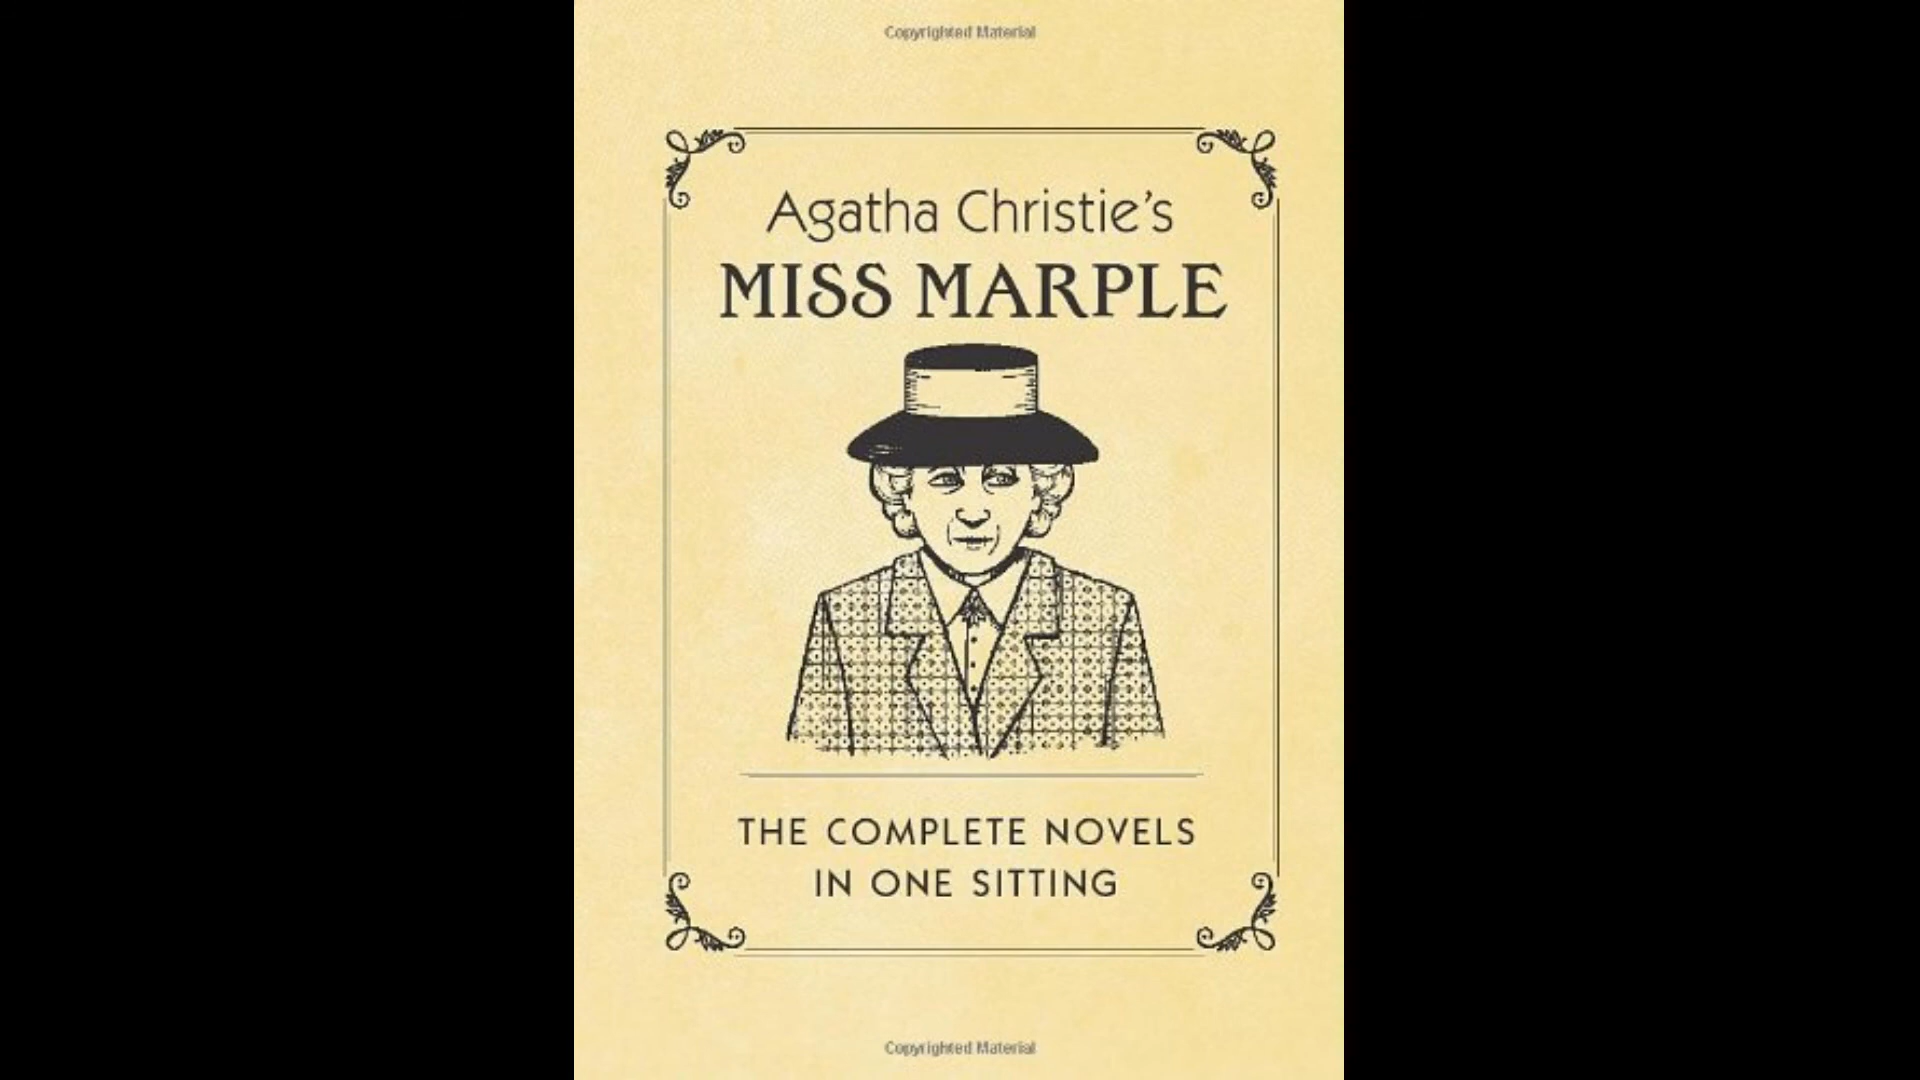 Copyrighted Material
Agatha Christie's
MISS MARPLE
THE COMPLETE NOVELS
IN ONE SITTING
Copyrighted Material